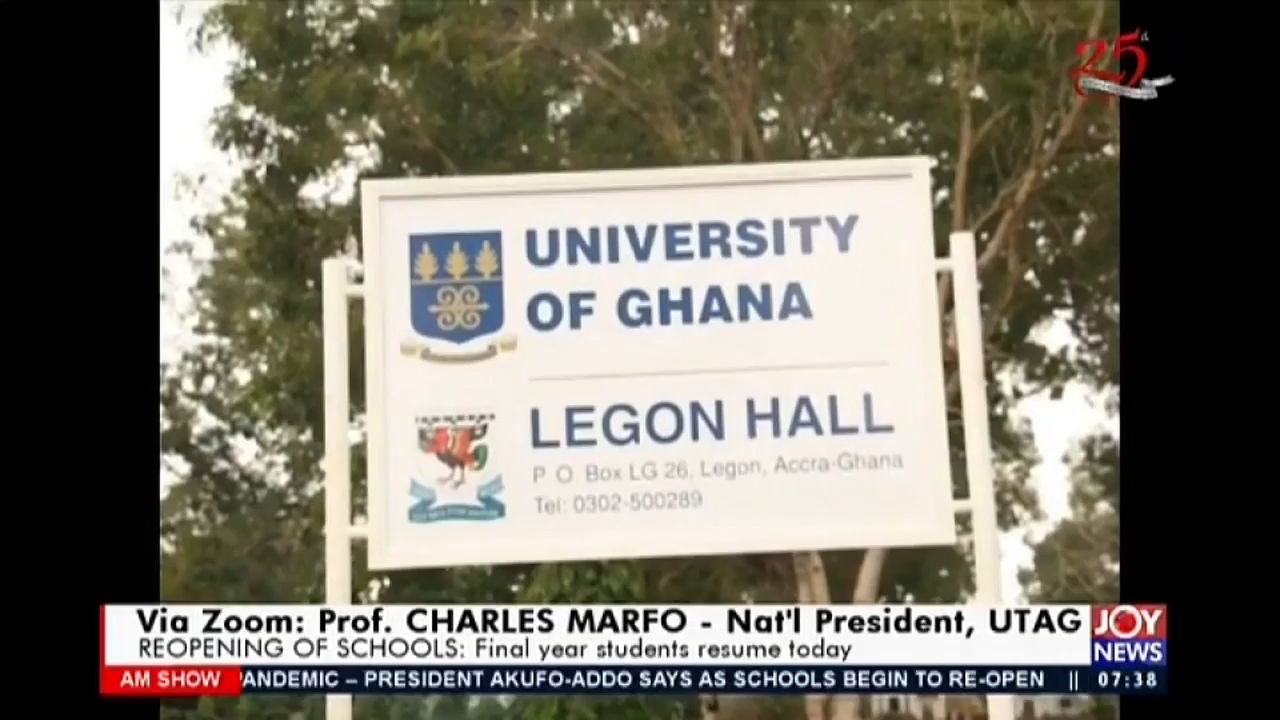 25
UNIVERSITY
OF GHANA
LEGON HALL
P O Box LG 26, Legon, Accra-Ghana
Tel: 0302-500289
Via Zoom: Prof. CHARLES MARFO - Nat'l President, UTAG
REOPENING OF SCHOOLS: Final year students resume today
JOY
NEWS
AM SHOW
PANDEMIC – PRESIDENT AKUFO-ADDO SAYS AS SCHOOLS BEGIN TO RE-OPEN ||
07:38